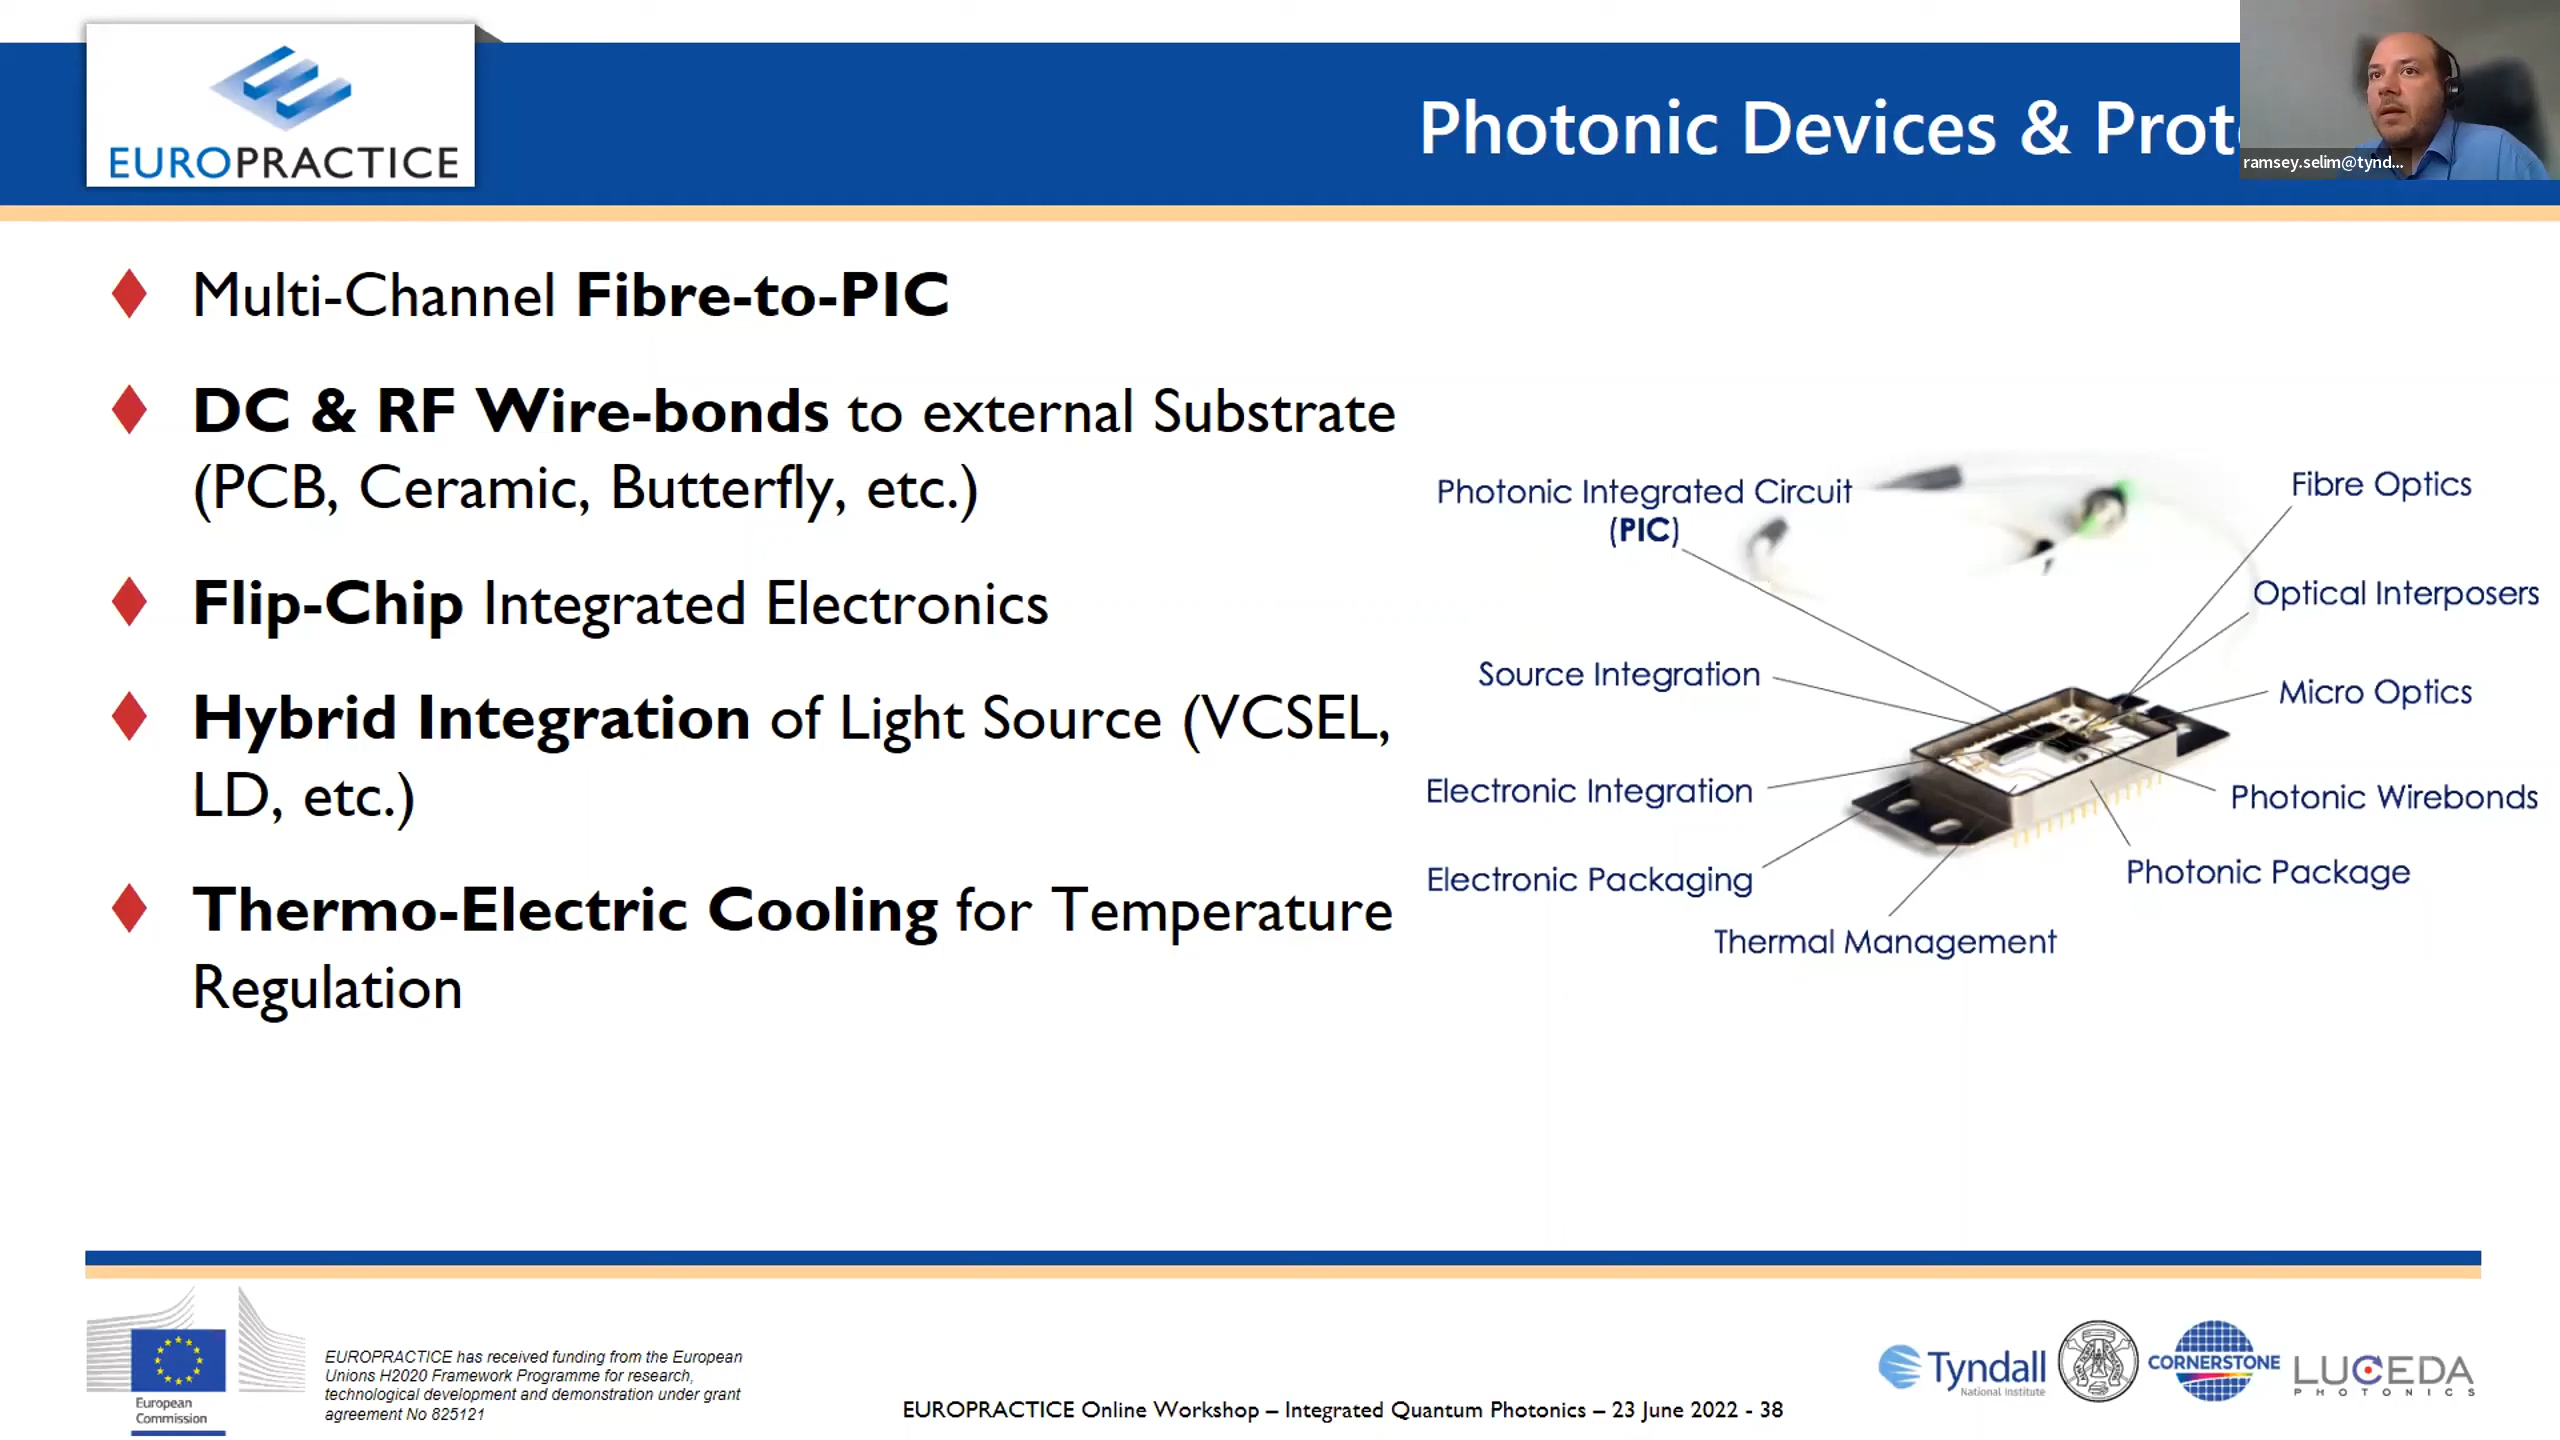 EUROPRACTICE
Photonic Devices & Prot
ramsey.selim@tynd...
Multi-Channel Fibre-to-PIC
DC & RF Wire-bonds to external Substrate
(PCB, Ceramic, Butterfly, etc.)
Flip-Chip Integrated Electronics
Hybrid Integration of Light Source (VCSEL,
LD, etc.)
Thermo-Electric Cooling for Temperature
Regulation
Photonic Integrated Circuit
(PIC)
Source Integration
Electronic Integration
Electronic Packaging
Thermal Management
Fibre Optics
Optical Interposers
Micro Optics
Photonic Wirebonds
Photonic Package
European
Commission
EUROPRACTICE has received funding from the European
Unions H2020 Framework Programme for research,
technological development and demonstration under grant
agreement No 825121
EUROPRACTICE Online Workshop – Integrated Quantum Photonics – 23 June 2022 - 38
Tyndall
National Institute
CORNERSTONE
LUCEDA
PHOTONICS